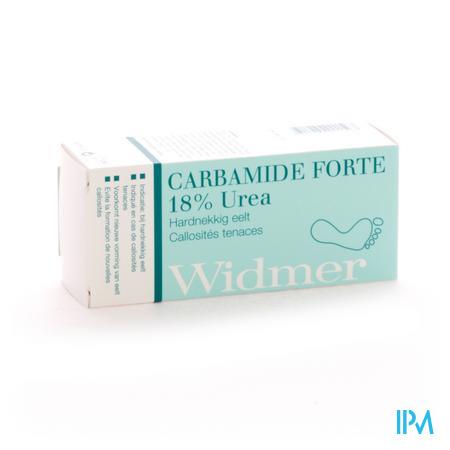 CARBAMIDE FORTE
18% Urea
Hardnekkig eelt
Callosités tenaces
Widmer
Indicatie: bij hardnekkig eelt
Indiqué en cas de callosités
tenaces
Voorkomt nieuwe vorming van eelt
Evite la formation de nouvelles
callosités
IPM